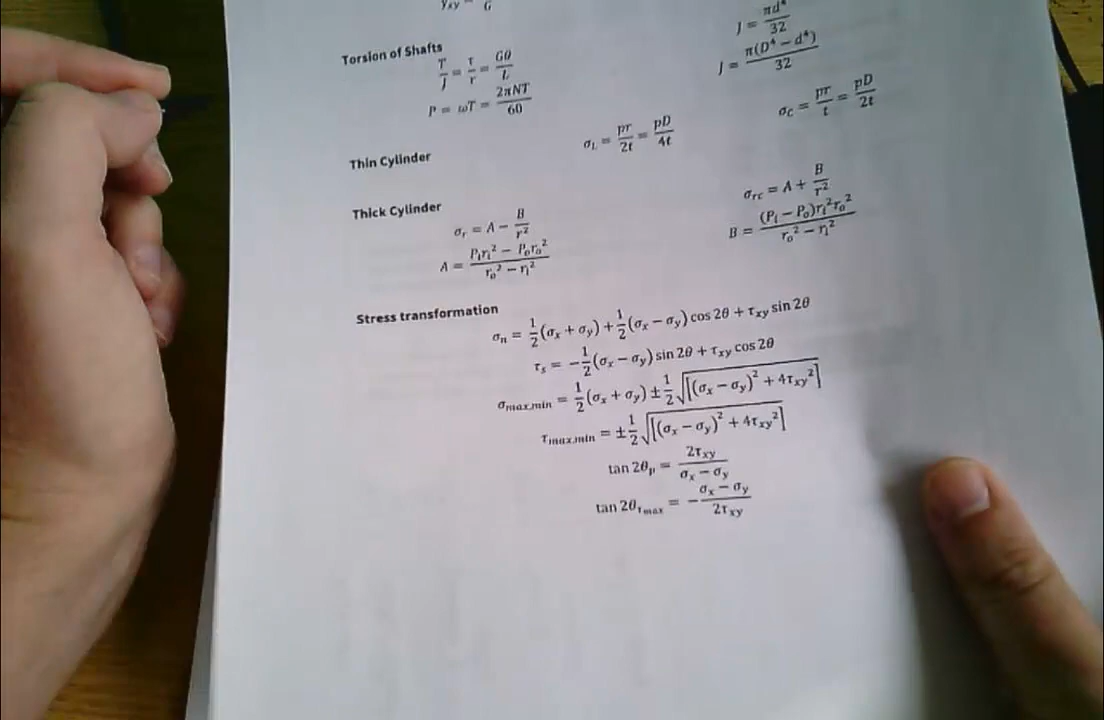 γxy = G
J = πd⁴/32
Torsion of Shafts
T/J = τ/r = Gθ/L
J = π(D⁴ − d⁴)/32
P = ωT = 2πNT/60
σC = pr/t = pD/2t
σL = pr/2t = pD/4t
Thin Cylinder
Thick Cylinder
σrc = A + B/r²
σr = A − B/r²
B = (Pi − Po)ri²ro²/ro² − ri²
A = Piri² − Poro²/ro² − ri²
Stress transformation
σn = 1/2(σx + σy) + 1/2(σx − σy) cos 2θ + τxy sin 2θ
τs = −1/2(σx − σy) sin 2θ + τxy cos 2θ
σmax,min = 1/2(σx + σy) ± 1/2√[(σx − σy)² + 4τxy²]
τmax,min = ±1/2√[(σx − σy)² + 4τxy²]
tan 2θp = 2τxy/σx − σy
tan 2θτmax = −σx − σy/2τxy